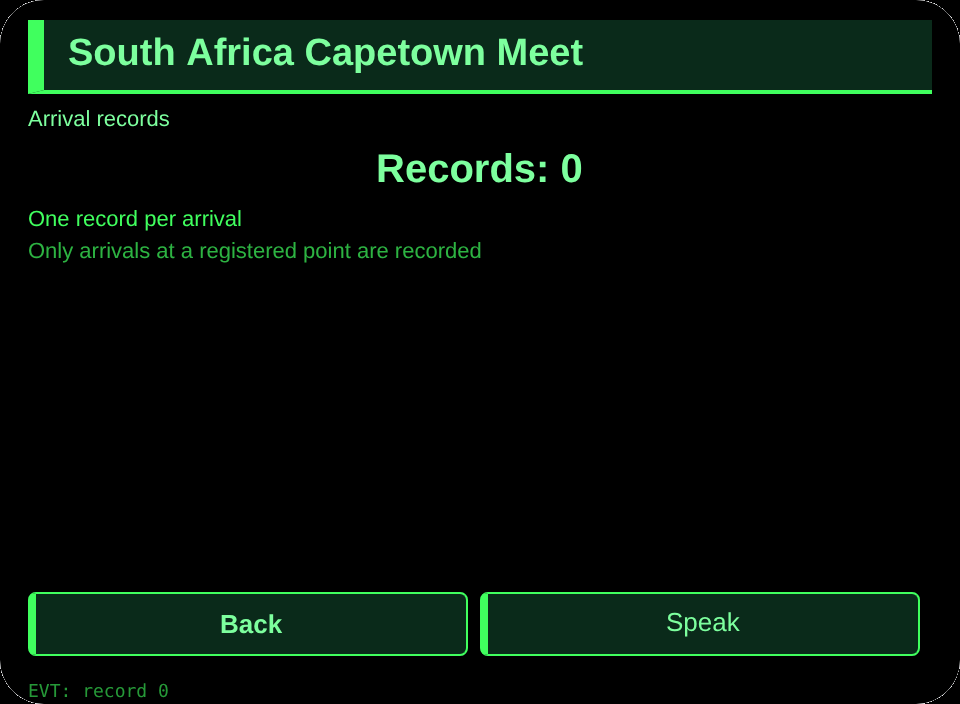 South Africa Capetown Meet
Arrival records
Records: 0
One record per arrival
Only arrivals at a registered point are recorded
Back
Speak
EVT: record 0